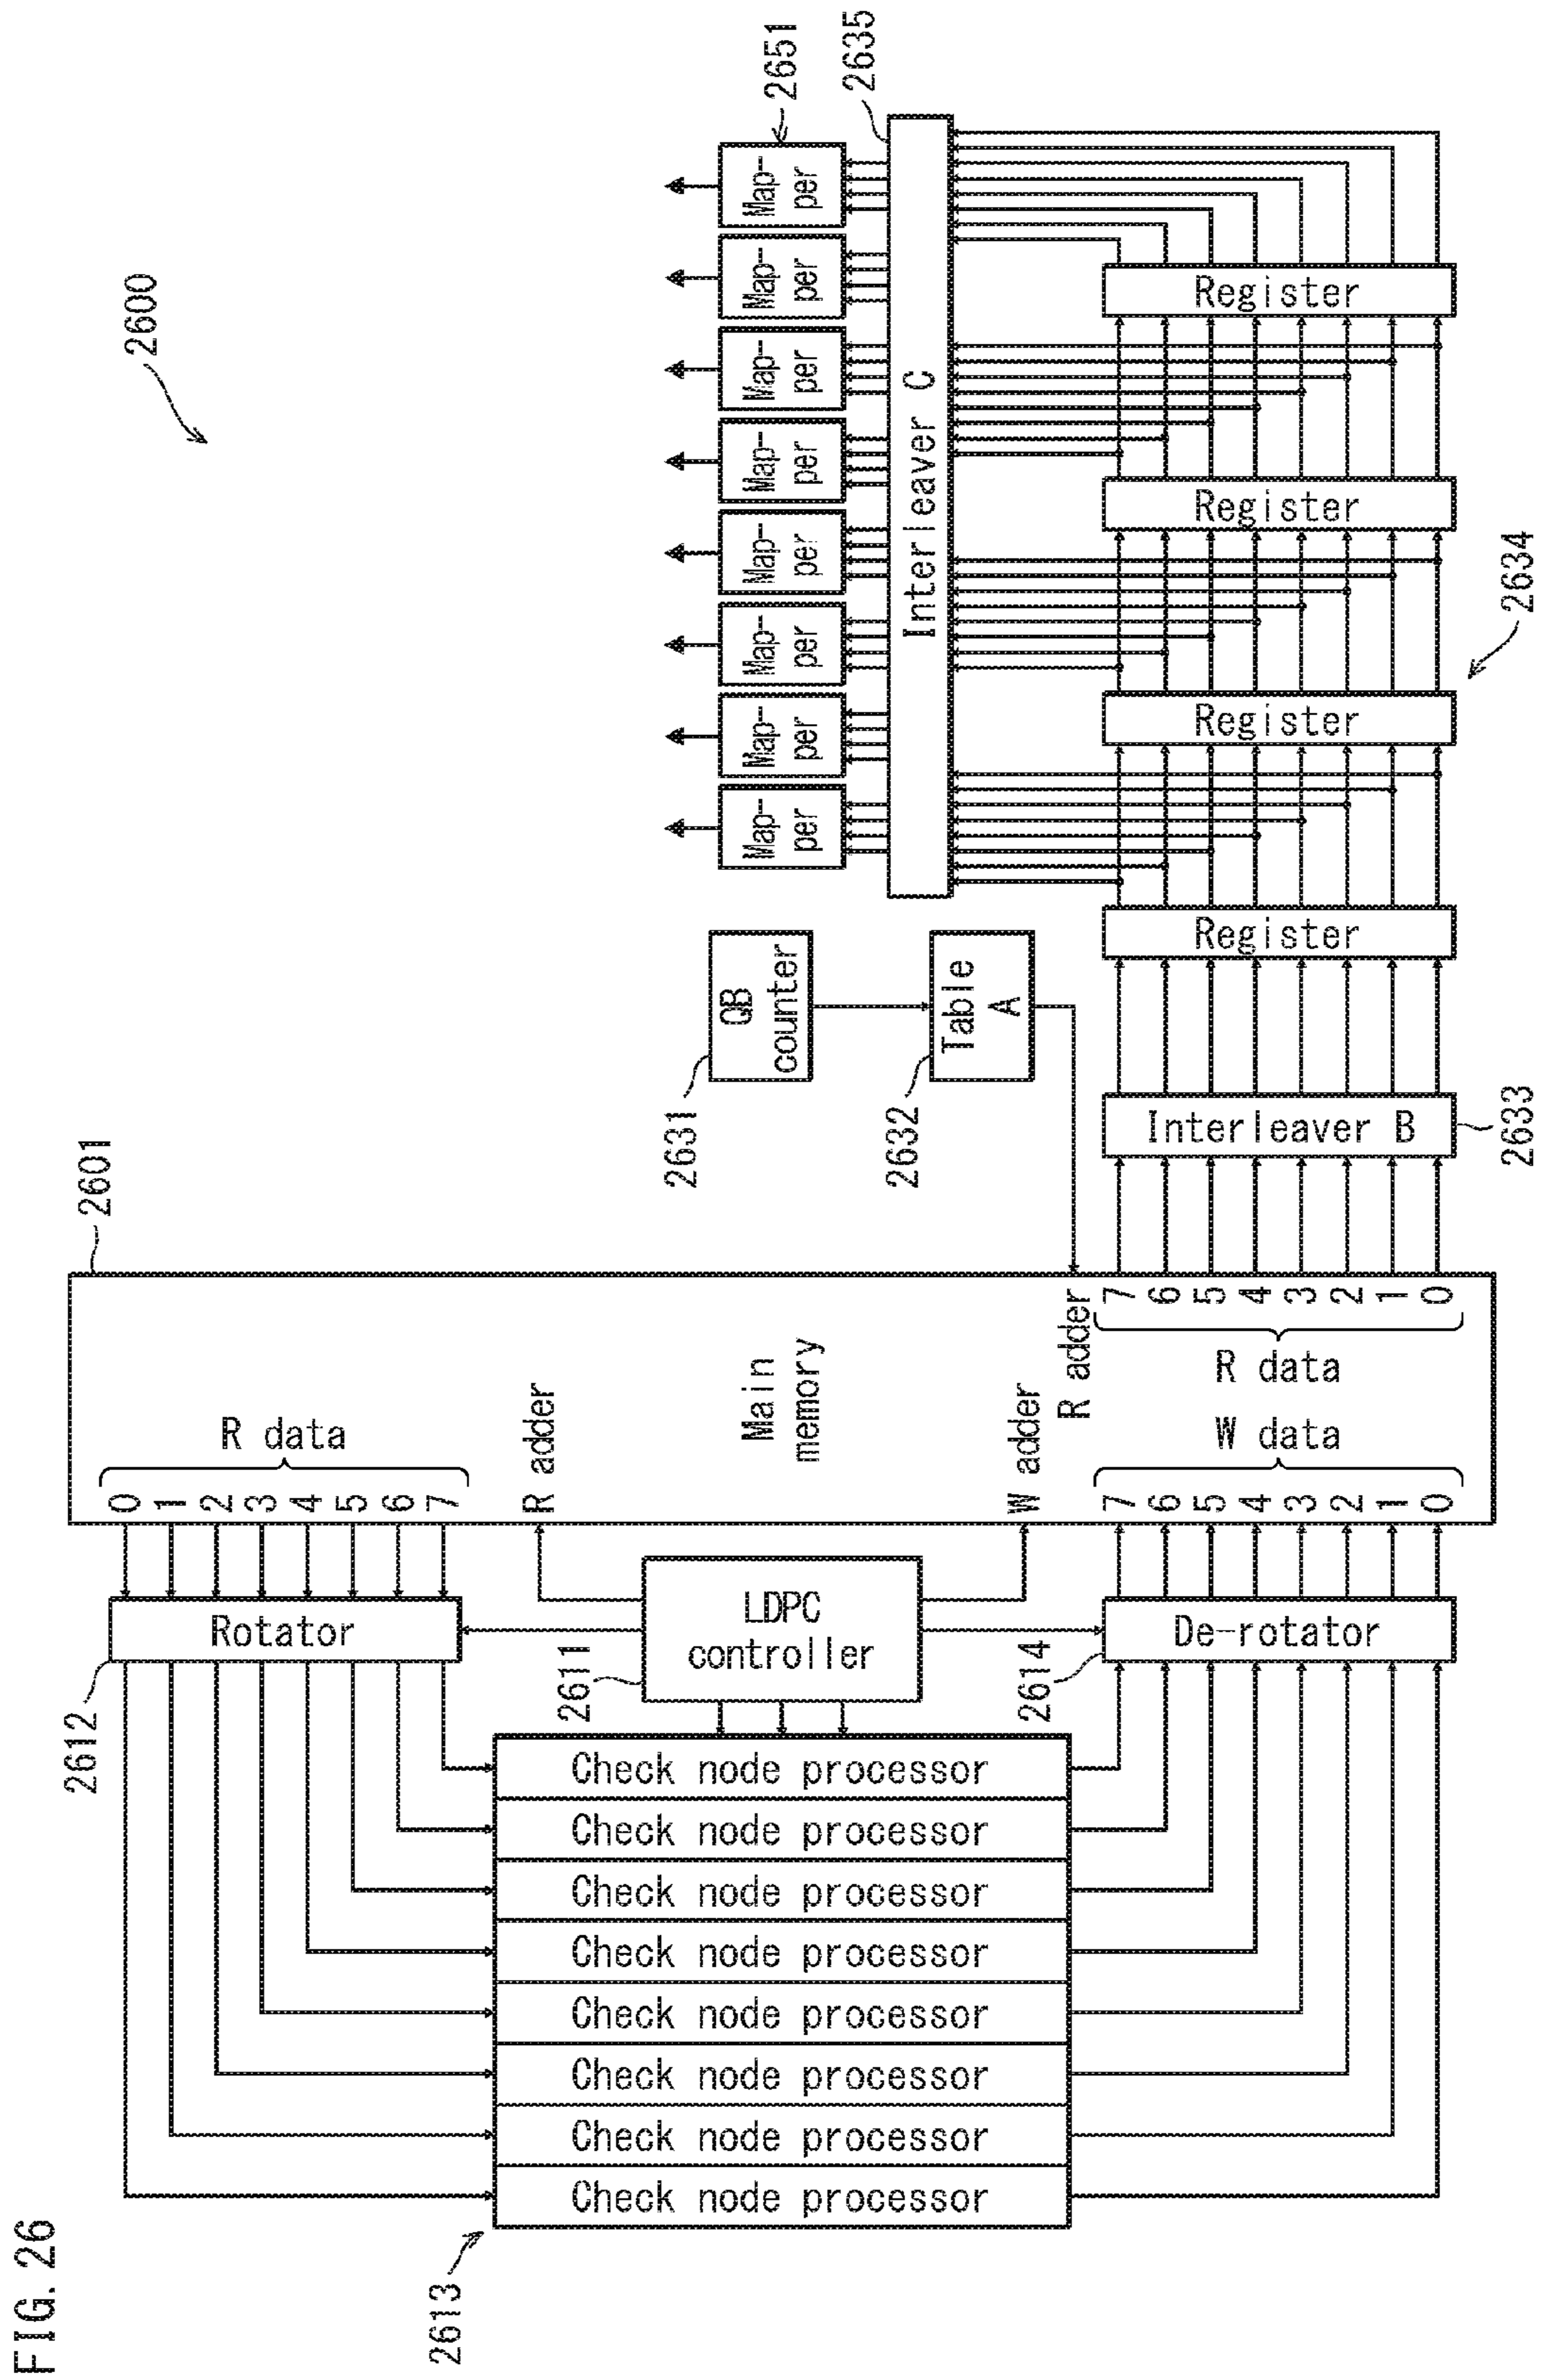 FIG. 26
2600
2613
Check node processor
Check node processor
Check node processor
Check node processor
Check node processor
Check node processor
Check node processor
Check node processor
2612
Rotator
2611
LDPC
controller
2614
De-rotator
2601
R data
0
1
2
3
4
5
6
7
R adder
Main
memory
W adder
W data
7
6
5
4
3
2
1
0
R adder
R data
7
6
5
4
3
2
1
0
2631
QB
counter
2632
Table
A
Interleaver B
2633
Register
Register
Register
Register
2634
Interleaver C
2635
Map-
per
Map-
per
Map-
per
Map-
per
Map-
per
Map-
per
Map-
per
Map-
per
2651